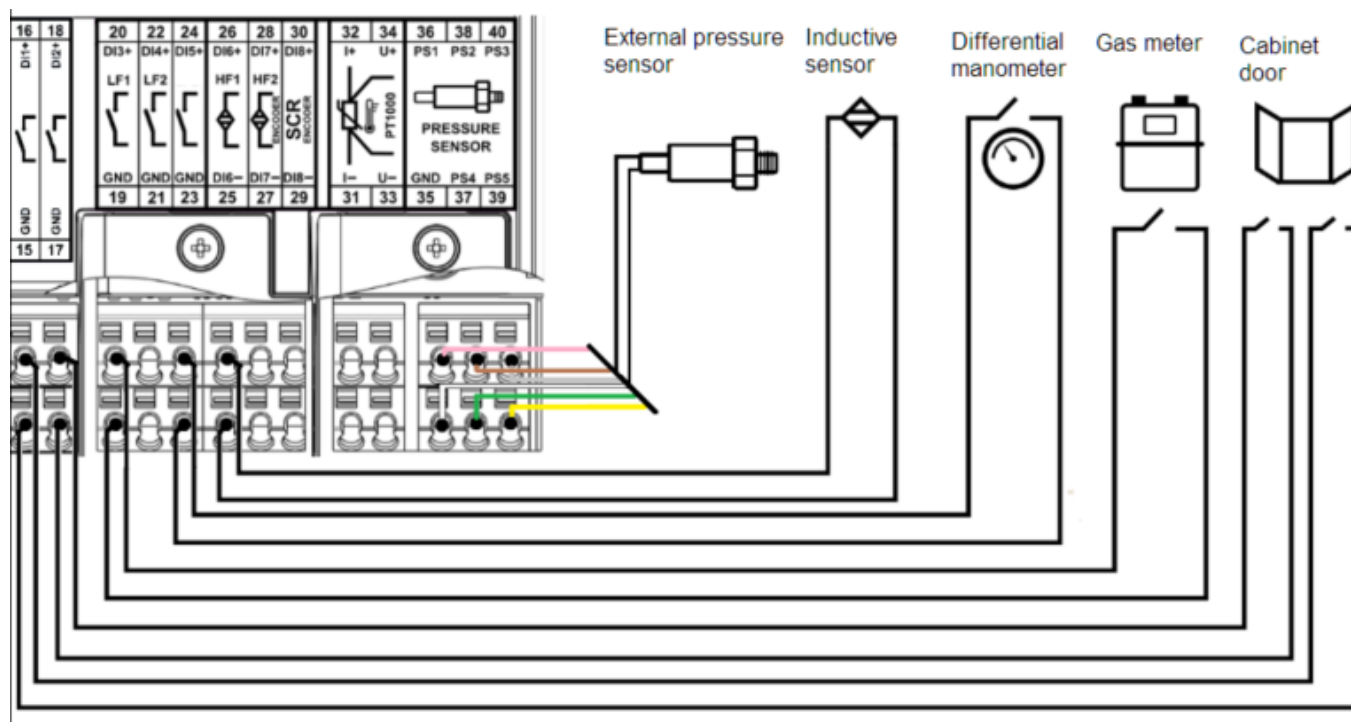 16 18
DI1+ DI2+
GND GND
15 17
20 22 24 26 28 30
DI3+ DI4+ DI5+ DI6+ DI7+ DI8+
LF1 LF2 HF1 HF2
ENCODER
SCR
ENCODER
GND GND GND DI6− DI7− DI8−
19 21 23 25 27 29
32 34
I+ U+
PT1000
I− U−
31 33
36 38 40
PS1 PS2 PS3
PRESSURE
SENSOR
GND PS4 PS5
35 37 39
External pressure
sensor
Inductive
sensor
Differential
manometer
Gas meter
Cabinet
door